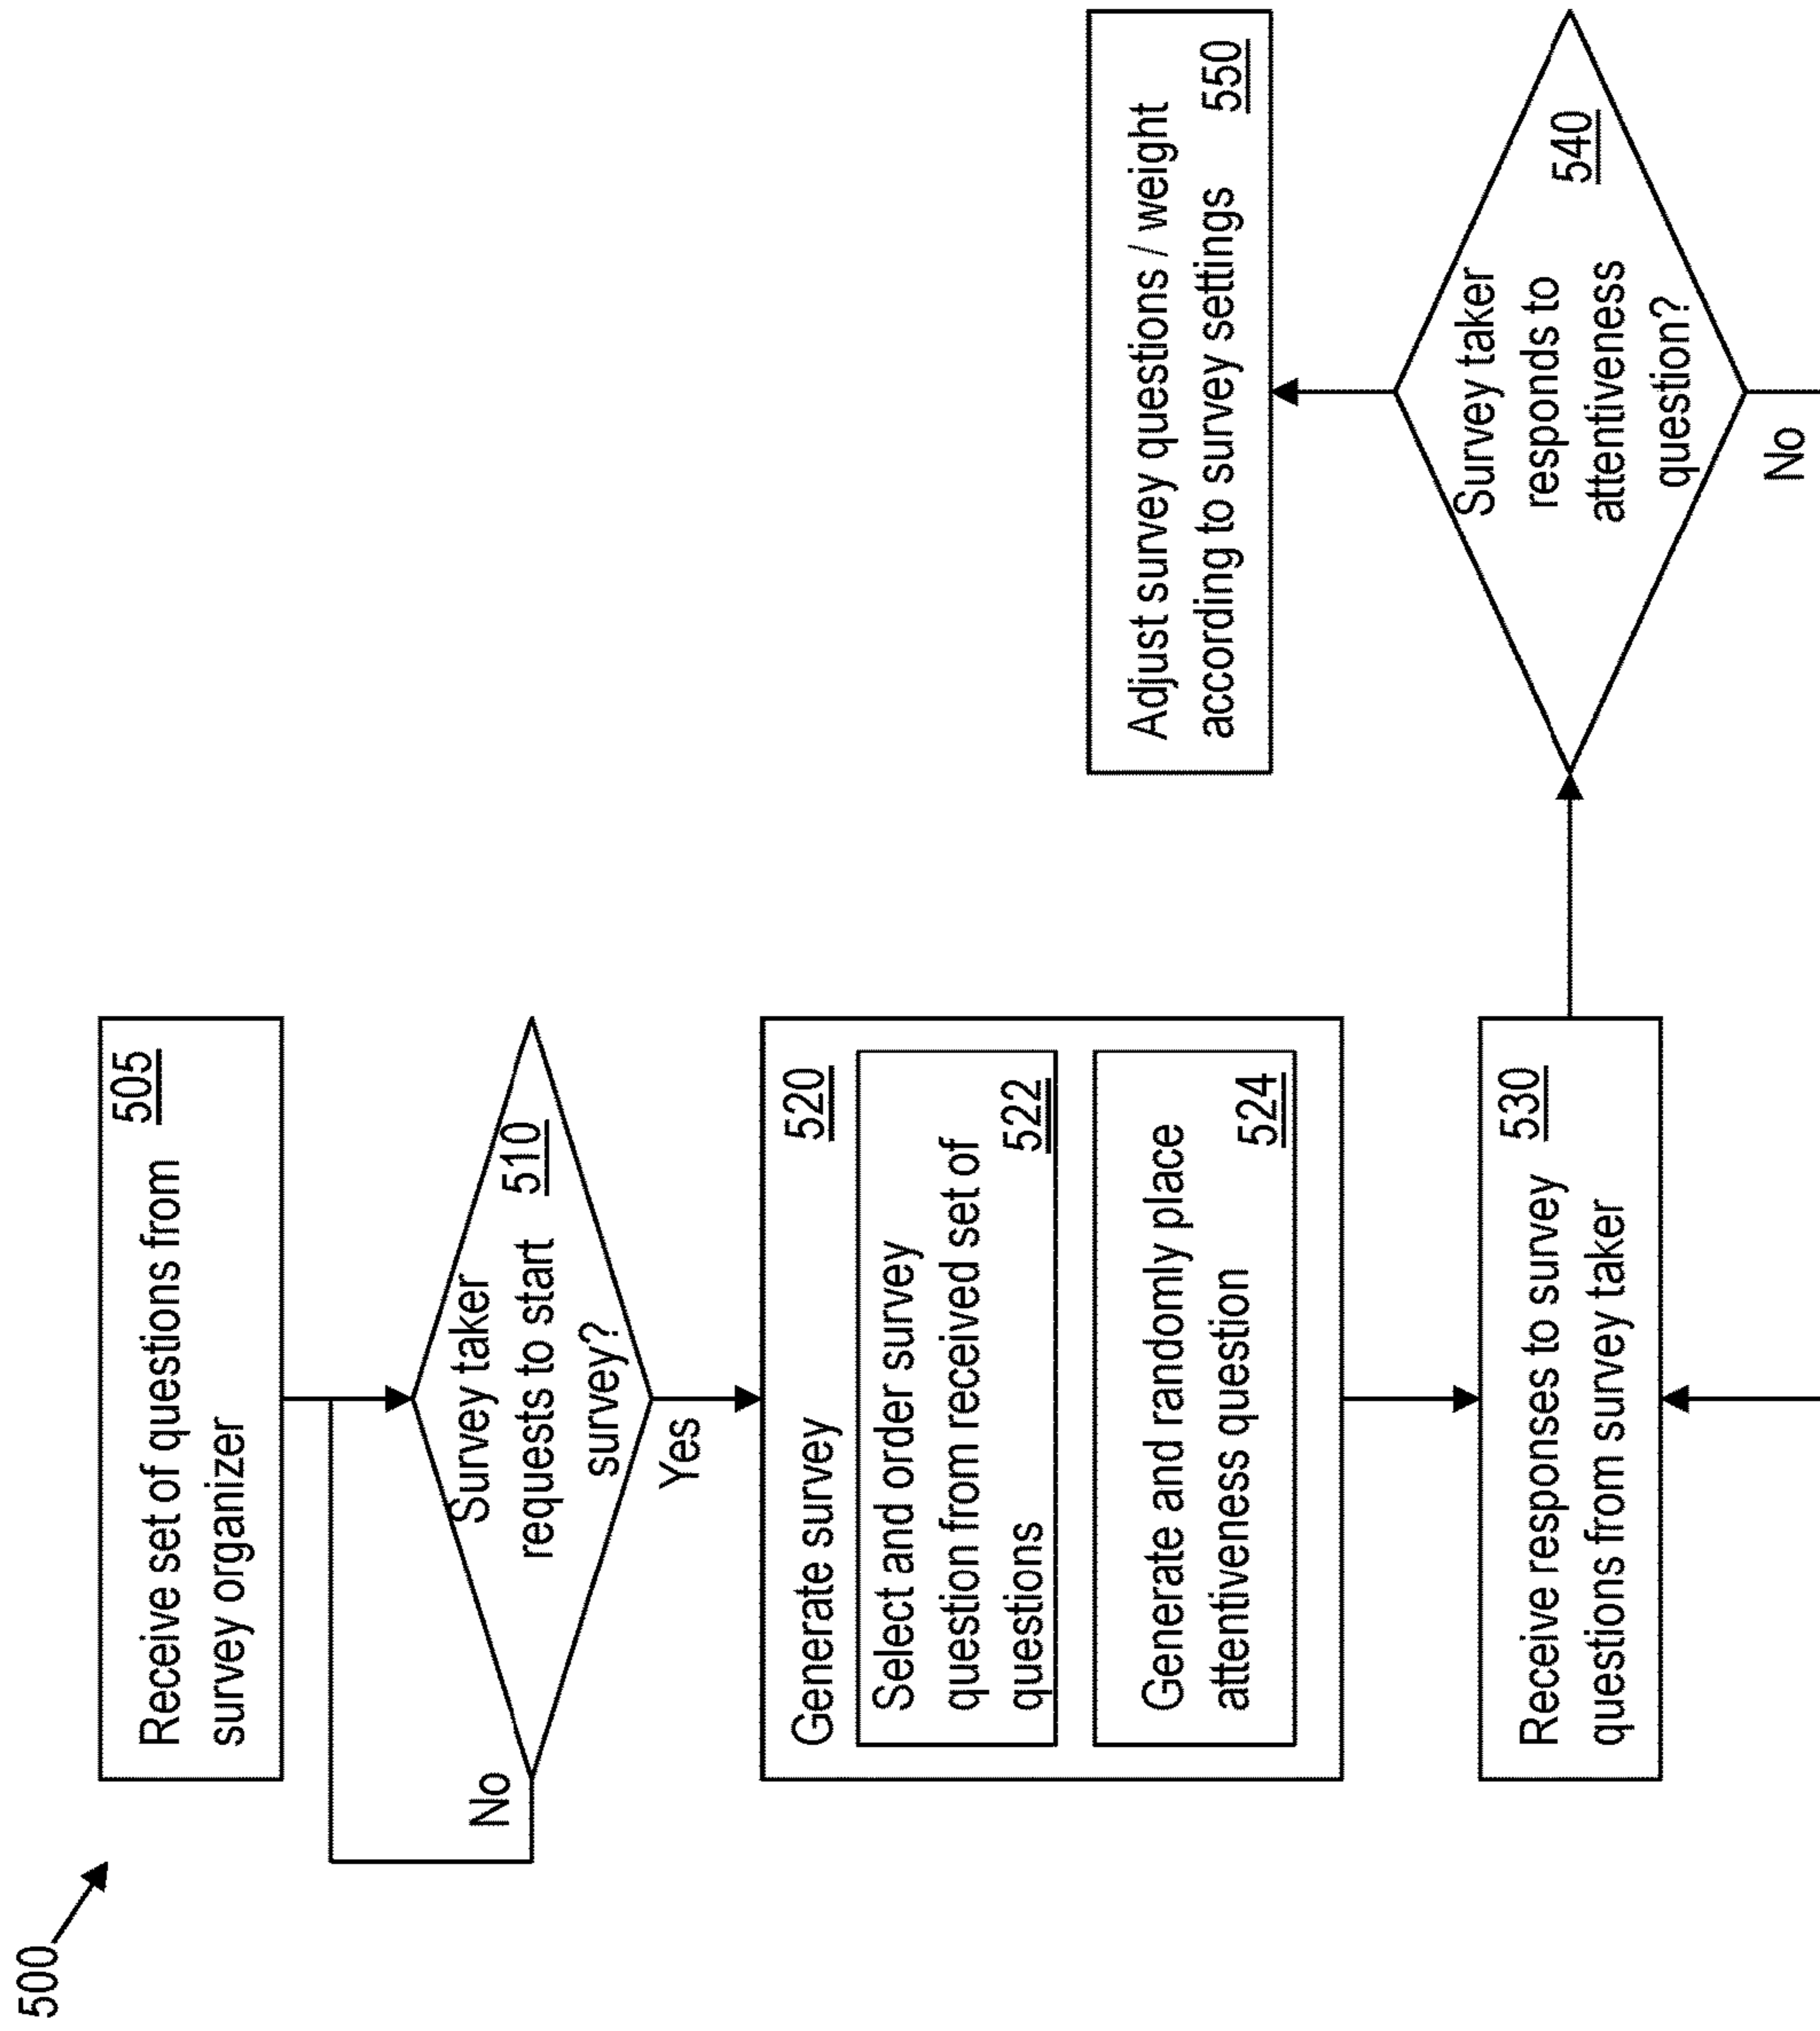 500
Receive set of questions from
survey organizer 505
Survey taker
requests to start 510
survey?
No
Yes
Generate survey 520
Select and order survey
question from received set of
questions 522
Generate and randomly place
attentiveness question 524
Receive responses to survey 530
questions from survey taker
Survey taker
responds to 540
attentiveness
question?
No
Adjust survey questions / weight
according to survey settings 550